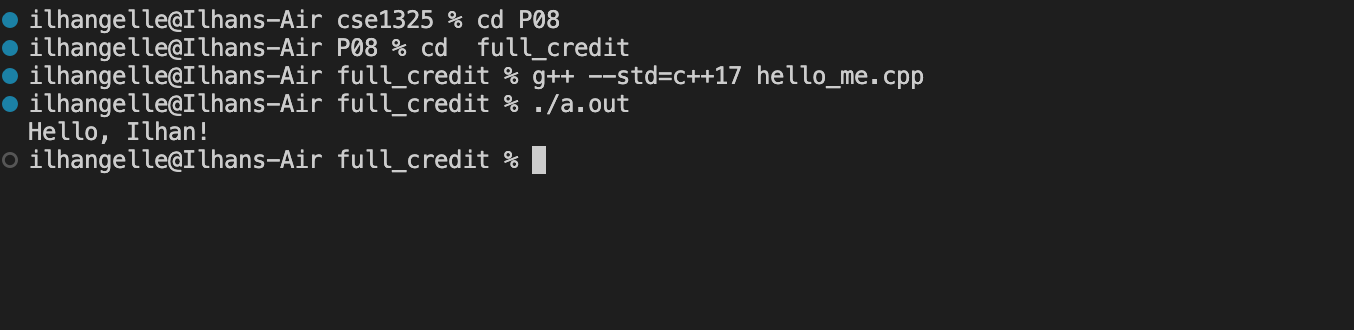 ilhangelle@Ilhans-Air cse1325 % cd P08
ilhangelle@Ilhans-Air P08 % cd  full_credit
ilhangelle@Ilhans-Air full_credit % g++ --std=c++17 hello_me.cpp
ilhangelle@Ilhans-Air full_credit % ./a.out
Hello, Ilhan!
ilhangelle@Ilhans-Air full_credit %